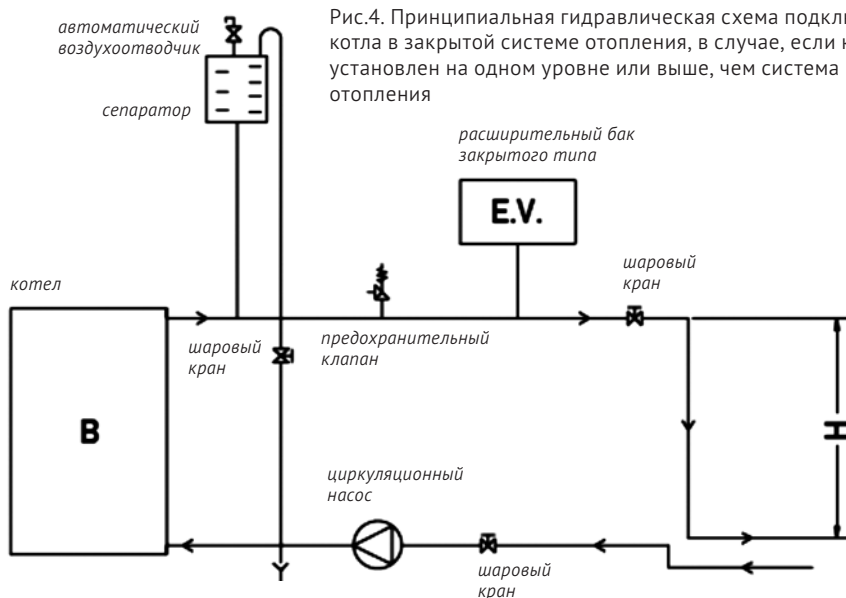 Рис.4. Принципиальная гидравлическая схема
котла в закрытой системе отопления, в случае, если
установлен на одном уровне или выше, чем система
отопления
автоматический
воздухоотводчик
сепаратор
расширительный бак
закрытого типа
E.V.
котел
шаровый
кран
предохранительный
клапан
шаровый
кран
B
H
циркуляционный
насос
шаровый
кран